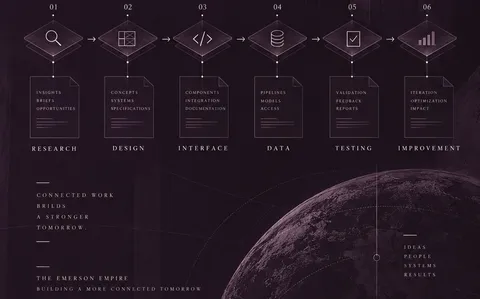 01
02
03
04
05
06
INSIGHTS
BRIEFS
OPPORTUNITIES
CONCEPTS
SYSTEMS
SPECIFICATIONS
COMPONENTS
INTEGRATION
DOCUMENTATION
PIPELINES
MODELS
ACCESS
VALIDATION
FEEDBACK
REPORTS
ITERATION
OPTIMIZATION
IMPACT
RESEARCH
DESIGN
INTERFACE
DATA
TESTING
IMPROVEMENT
CONNECTED WORK
BRILDS
A STRONGER
TOMORROW.
IDEAS
PEOPLE
SYSTEMS
RESULTS
THE EMERSON EMPIRE
BUILDING A MORE CONNECTED TOMORROW